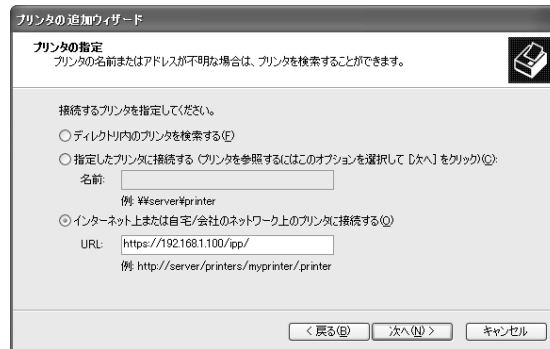 プリンタの追加ウィザード
プリンタの指定
プリンタの名前またはアドレスが不明な場合は、プリンタを検索することができます。
接続するプリンタを指定してください。
ディレクトリ内のプリンタを検索する(F)
指定したプリンタに接続する (プリンタを参照するにはこのオプションを選択して [次へ] をクリック)(C):
名前:
例: ¥¥server¥printer
インターネット上または自宅/会社のネットワーク上のプリンタに接続する(O)
URL: https://192.168.1.100/ipp/
例: http://server/printers/myprinter/.printer
< 戻る(B) 次へ(N) > キャンセル